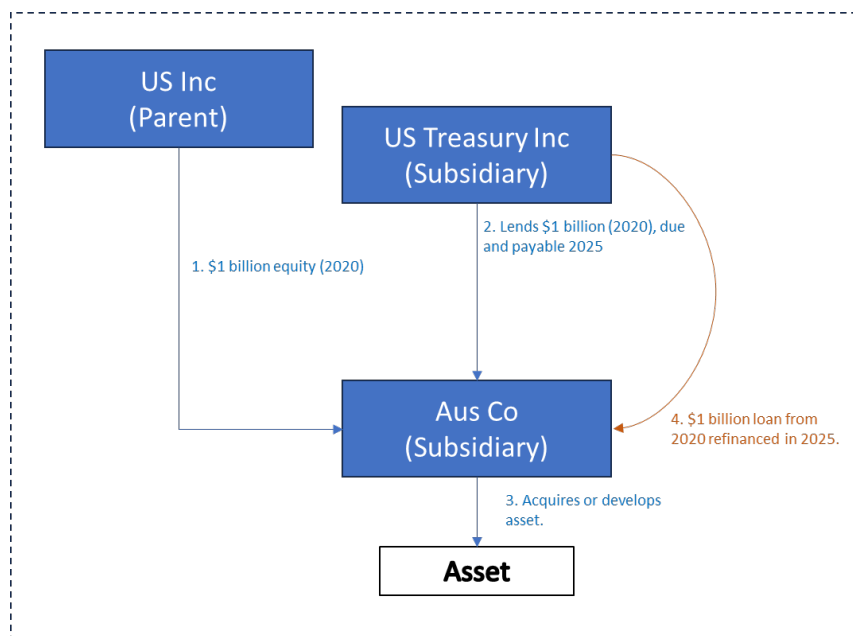 US Inc
(Parent)
US Treasury Inc
(Subsidiary)
2. Lends $1 billion (2020), due
and payable 2025
1. $1 billion equity (2020)
Aus Co
(Subsidiary)
4. $1 billion loan from
2020 refinanced in 2025.
3. Acquires or develops
asset.
Asset